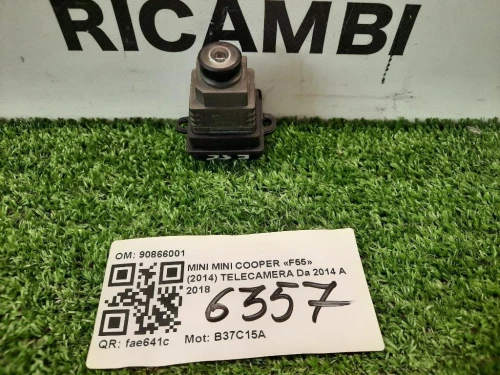 RICAMBI
OM: 90866001
MINI MINI COOPER «F55»
(2014) TELECAMERA Da 2014 A
2018
6357
QR: fae641c Mot: B37C15A